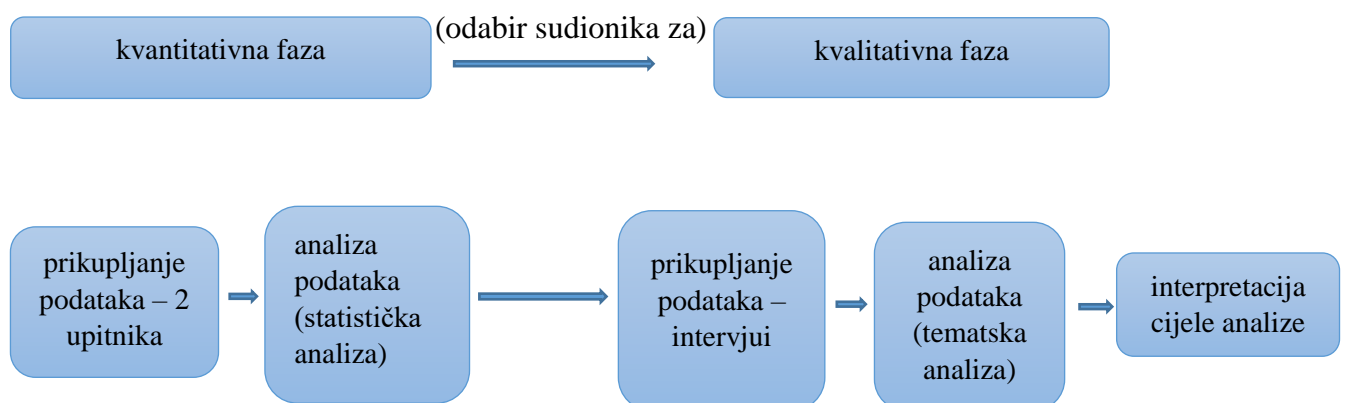 kvantitativna faza
(odabir sudionika za)
kvalitativna faza
prikupljanje
podataka – 2
upitnika
analiza
podataka
(statistička
analiza)
prikupljanje
podataka –
intervjui
analiza
podataka
(tematska
analiza)
interpretacija
cijele analize